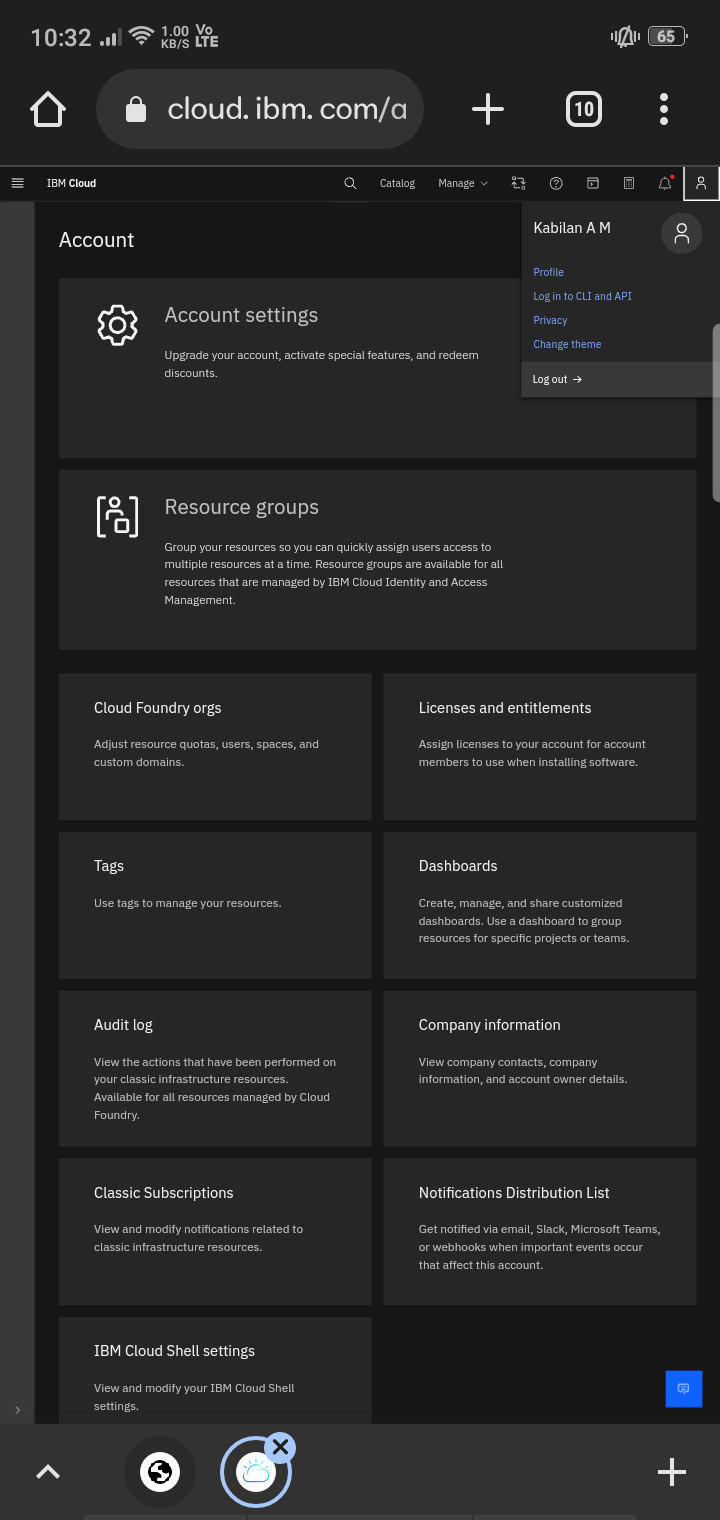 10:32
1.00
KB/S
Vo
LTE
65
cloud.ibm.com/a
10
IBM Cloud
Catalog
Manage
Kabilan A M
Profile
Log in to CLI and API
Privacy
Change theme
Log out →
Account
Account settings
Upgrade your account, activate special features, and redeem
discounts.
Resource groups
Group your resources so you can quickly assign users access to
multiple resources at a time. Resource groups are available for all
resources that are managed by IBM Cloud Identity and Access
Management.
Cloud Foundry orgs
Adjust resource quotas, users, spaces, and
custom domains.
Licenses and entitlements
Assign licenses to your account for account
members to use when installing software.
Tags
Use tags to manage your resources.
Dashboards
Create, manage, and share customized
dashboards. Use a dashboard to group
resources for specific projects or teams.
Audit log
View the actions that have been performed on
your classic infrastructure resources.
Available for all resources managed by Cloud
Foundry.
Company information
View company contacts, company
information, and account owner details.
Classic Subscriptions
View and modify notifications related to
classic infrastructure resources.
Notifications Distribution List
Get notified via email, Slack, Microsoft Teams,
or webhooks when important events occur
that affect this account.
IBM Cloud Shell settings
View and modify your IBM Cloud Shell
settings.